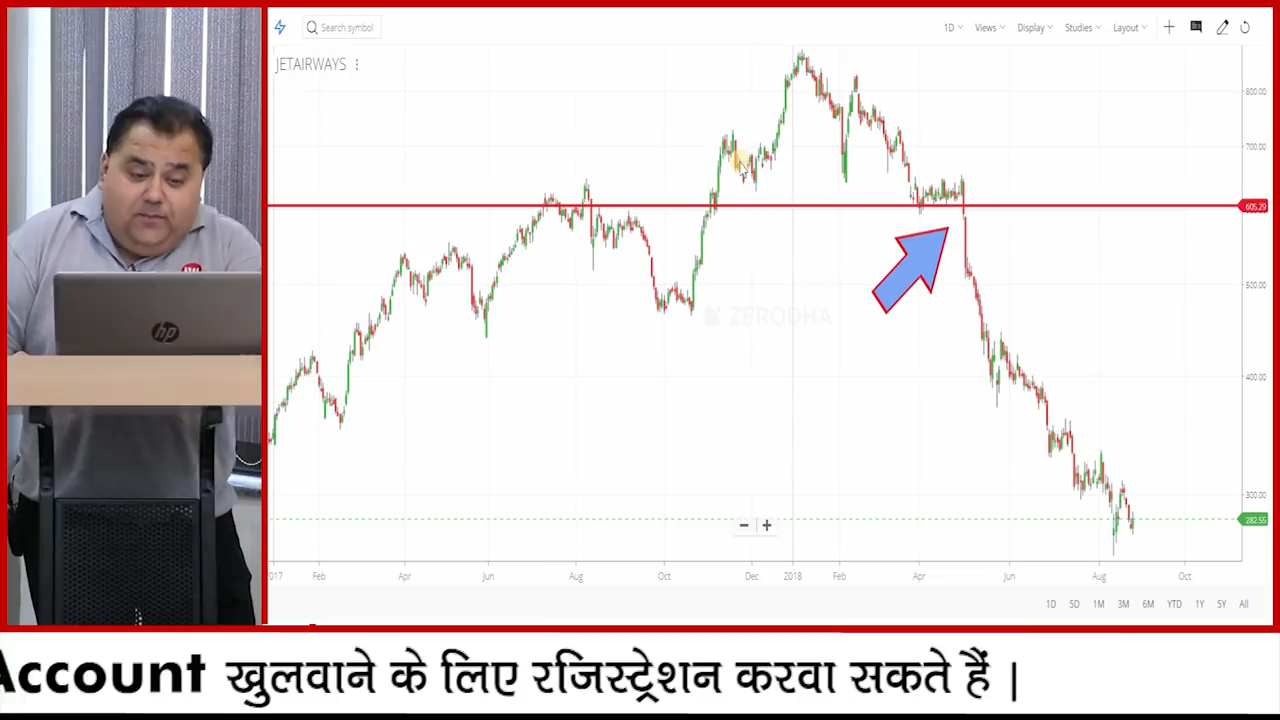 Search symbol
1D Views Display Studies Layout
JETAIRWAYS
800.00
700.00
605.29
500.00
ZERODHA
hp
400.00
300.00
282.55
2017 Feb Apr Jun Aug Oct Dec 2018 Feb Apr Jun Aug Oct
1D 5D 1M 3M 6M YTD 1Y 5Y All
Account खुलवाने के लिए रजिस्ट्रेशन करवा सकते हैं |